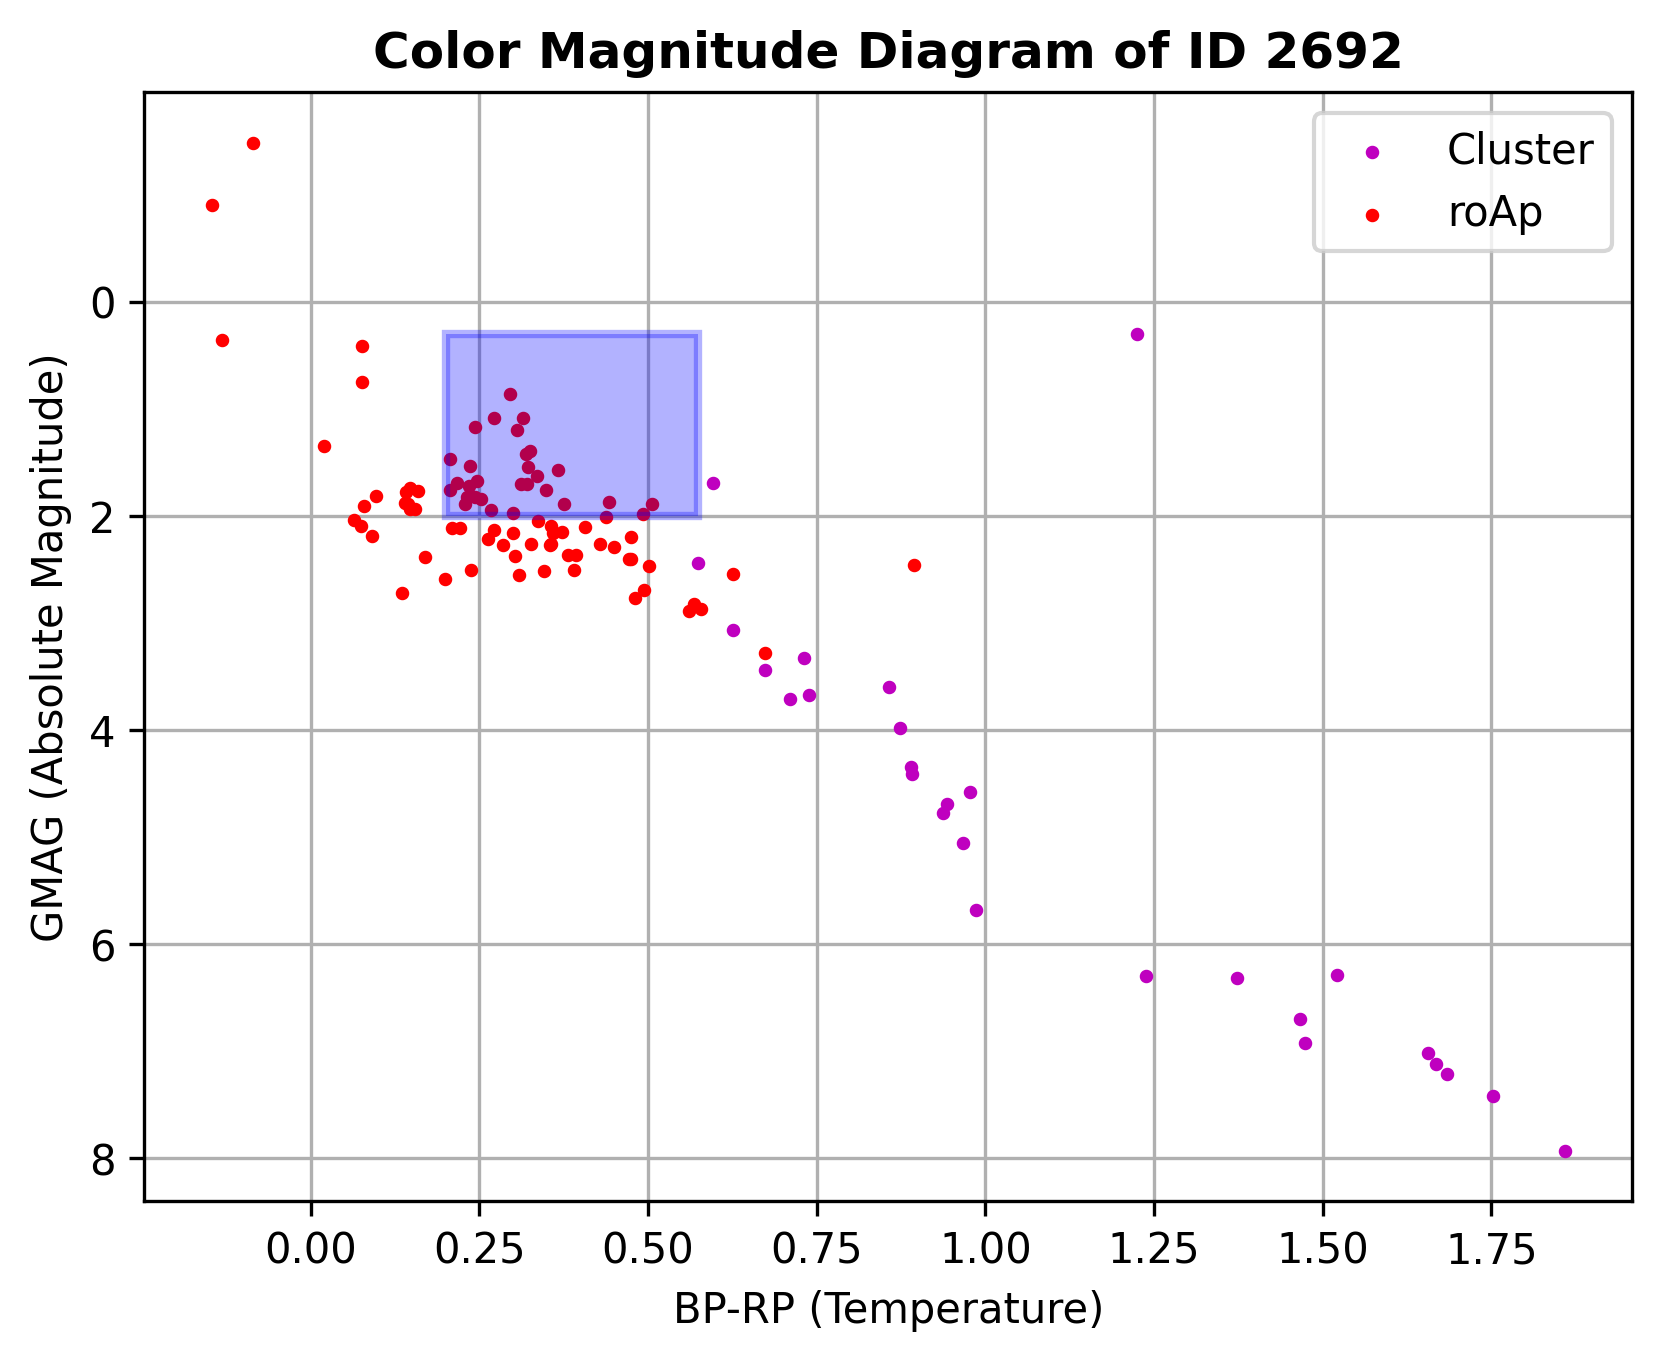 Color Magnitude Diagram of ID 2692
Cluster
roAp
GMAG (Absolute Magnitude)
0
2
4
6
8
0.00 0.25 0.50 0.75 1.00 1.25 1.50 1.75
BP-RP (Temperature)